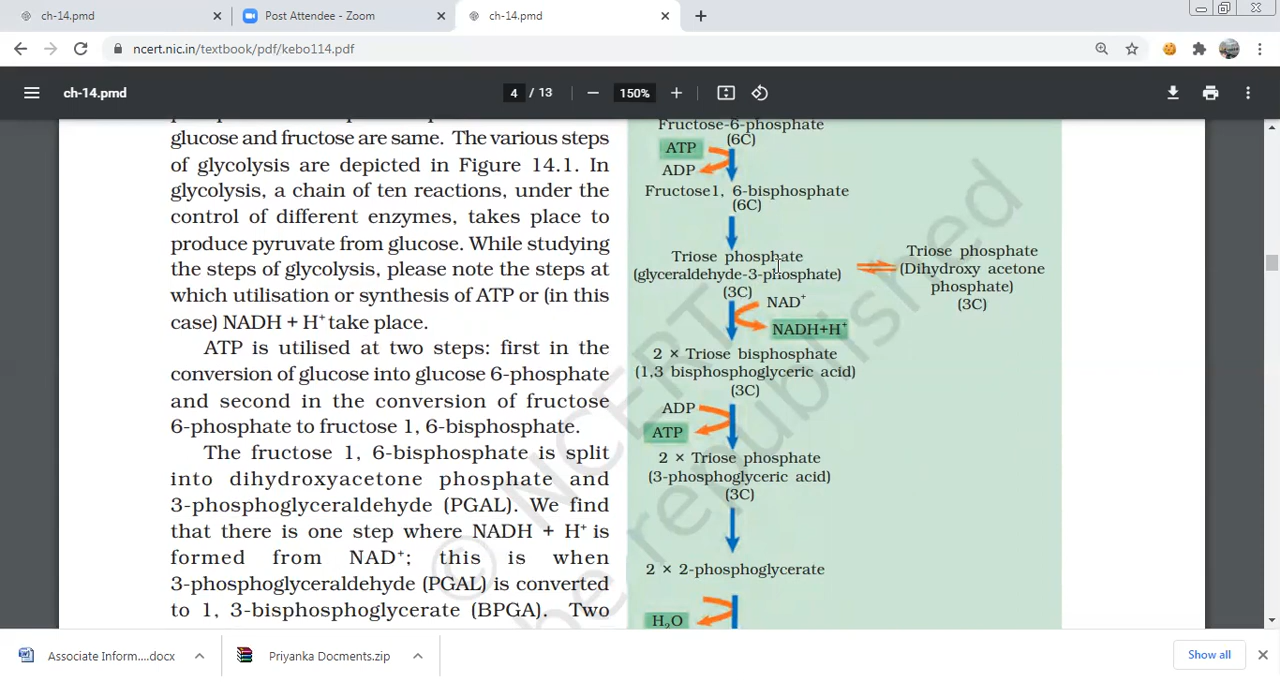 ch-14.pmd
Post Attendee - Zoom
ch-14.pmd
ncert.nic.in/textbook/pdf/kebo114.pdf
ch-14.pmd
4 / 13
150%
glucose and fructose are same. The various steps
of glycolysis are depicted in Figure 14.1. In
glycolysis, a chain of ten reactions, under the
control of different enzymes, takes place to
produce pyruvate from glucose. While studying
the steps of glycolysis, please note the steps at
which utilisation or synthesis of ATP or (in this
case) NADH + H⁺ take place.
ATP is utilised at two steps: first in the
conversion of glucose into glucose 6-phosphate
and second in the conversion of fructose
6-phosphate to fructose 1, 6-bisphosphate.
The fructose 1, 6-bisphosphate is split
into dihydroxyacetone phosphate and
3-phosphoglyceraldehyde (PGAL). We find
that there is one step where NADH + H⁺ is
formed from NAD⁺; this is when
3-phosphoglyceraldehyde (PGAL) is converted
to 1, 3-bisphosphoglycerate (BPGA). Two
Fructose-6-phosphate
(6C)
ATP
ADP
Fructose1, 6-bisphosphate
(6C)
Triose phosphate
(glyceraldehyde-3-phosphate)
(3C)
Triose phosphate
(Dihydroxy acetone
phosphate)
(3C)
NAD⁺
NADH+H⁺
2 × Triose bisphosphate
(1,3 bisphosphoglyceric acid)
(3C)
ADP
ATP
2 × Triose phosphate
(3-phosphoglyceric acid)
(3C)
2 × 2-phosphoglycerate
H₂O
© NCERT
be republished
Associate Inform....docx
Priyanka Docments.zip
Show all